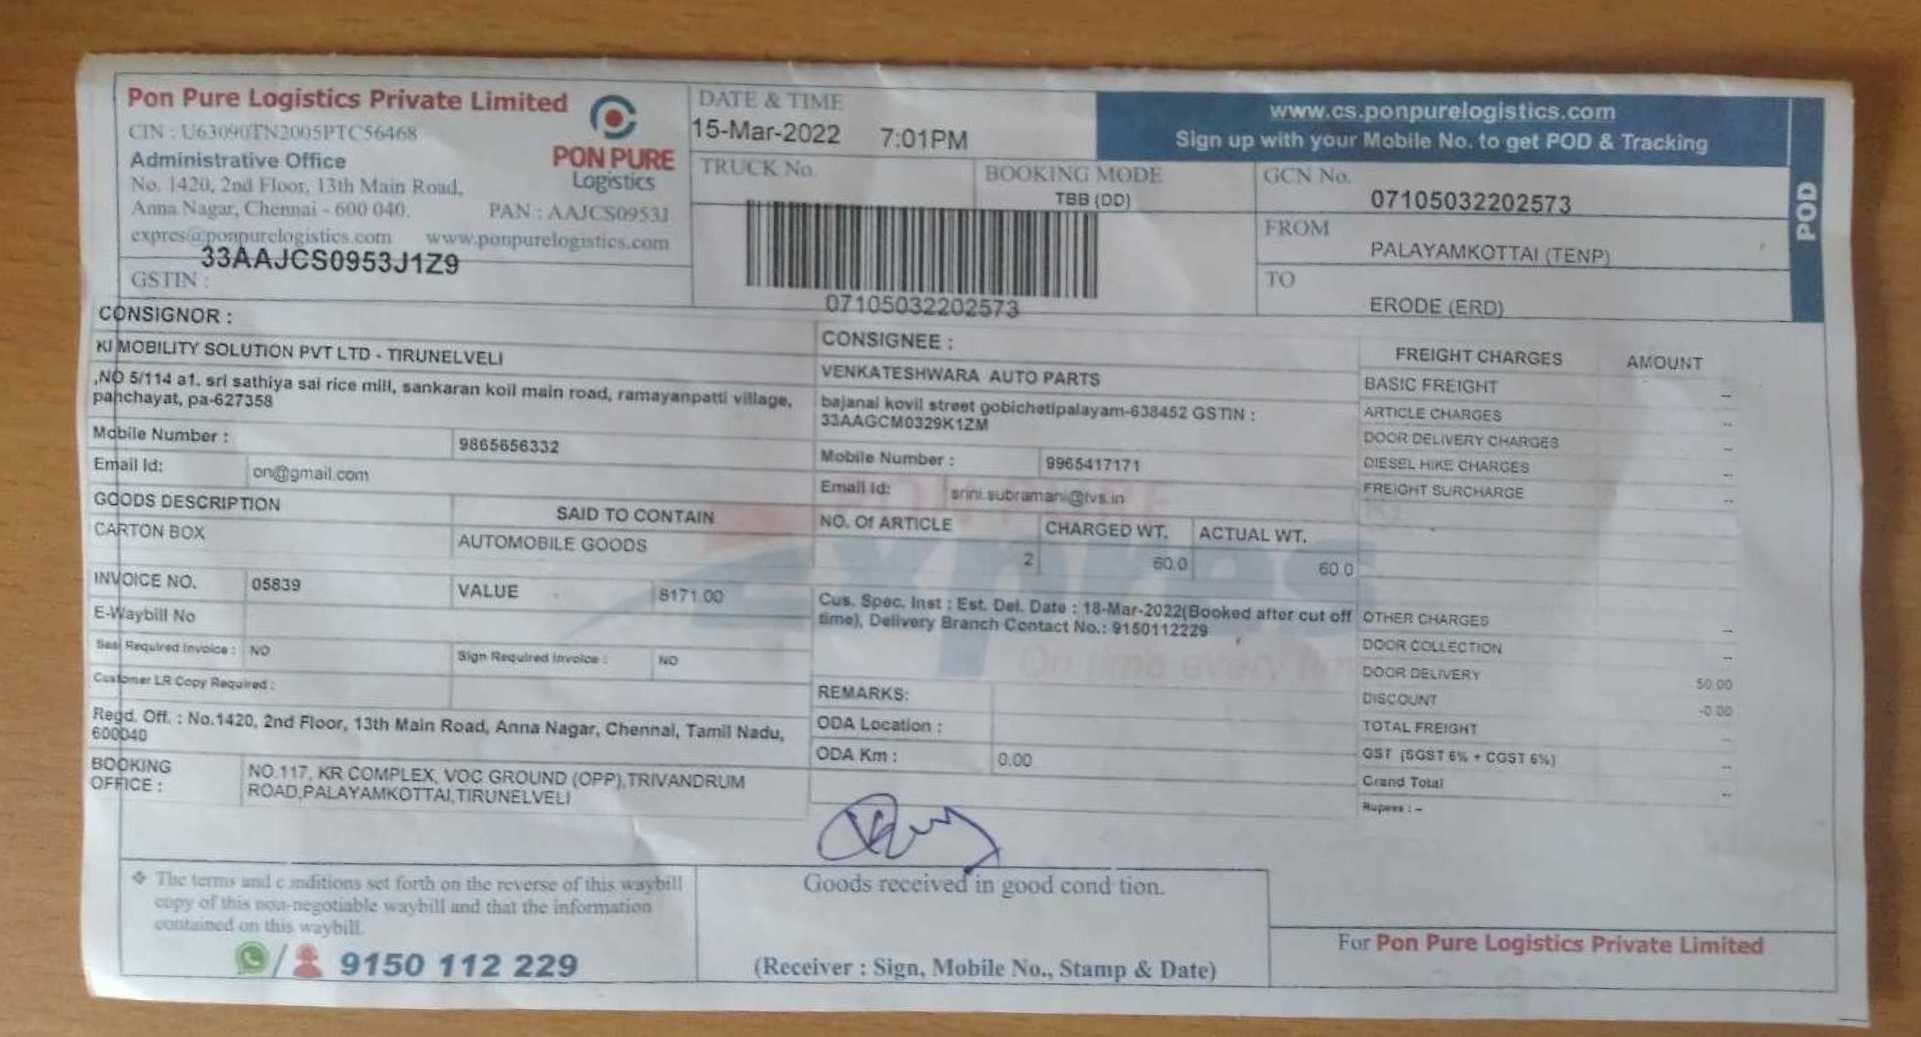 Pon Pure Logistics Private Limited
CIN : U63090TN2005PTC56468
Administrative Office
No. 1420, 2nd Floor, 13th Main Road,
Anna Nagar, Chennai - 600 040.
PAN : AAJCS0953J
expres@ponpurelogistics.com www.ponpurelogistics.com
33AAJCS0953J1Z9
GSTIN :
PON PURE
Logistics
DATE & TIME
15-Mar-2022 7:01PM
TRUCK No.
BOOKING MODE
TBB (DD)
07105032202573
www.cs.ponpurelogistics.com
Sign up with your Mobile No. to get POD & Tracking
GCN No.
07105032202573
FROM
PALAYAMKOTTAI (TENP)
TO
ERODE (ERD)
POD
CONSIGNOR :
KI MOBILITY SOLUTION PVT LTD - TIRUNELVELI
,NO 5/114 a1. sri sathiya sai rice mill, sankaran koil main road, ramayanpatti village,
panchayat, pa-627358
Mobile Number : 9865656332
Email Id: on@gmail.com
GOODS DESCRIPTION SAID TO CONTAIN
CARTON BOX AUTOMOBILE GOODS
INVOICE NO. 05839 VALUE 8171.00
E-Waybill No
Seal Required Invoice : NO Sign Required Invoice : NO
Customer LR Copy Required :
Regd. Off. : No.1420, 2nd Floor, 13th Main Road, Anna Nagar, Chennai, Tamil Nadu,
600040
BOOKING
OFFICE :
NO.117, KR COMPLEX, VOC GROUND (OPP),TRIVANDRUM
ROAD,PALAYAMKOTTAI,TIRUNELVELI
CONSIGNEE :
VENKATESHWARA AUTO PARTS
bajanai kovil street gobichetipalayam-638452 GSTIN :
33AAGCM0329K1ZM
Mobile Number : 9965417171
Email Id: srini.subramani@tvs.in
NO. Of ARTICLE CHARGED WT. ACTUAL WT.
2 60.0 60.0
Cus. Spec. Inst : Est. Del. Date : 18-Mar-2022(Booked after cut off
time), Delivery Branch Contact No.: 9150112229
expres
On time every time
REMARKS:
ODA Location :
ODA Km : 0.00
FREIGHT CHARGES AMOUNT
BASIC FREIGHT --
ARTICLE CHARGES --
DOOR DELIVERY CHARGES --
DIESEL HIKE CHARGES --
FREIGHT SURCHARGE --
OTHER CHARGES --
DOOR COLLECTION --
DOOR DELIVERY 50.00
DISCOUNT -0.00
TOTAL FREIGHT --
GST (SGST 6% + CGST 6%) --
Grand Total --
Rupees : --
❖ The terms and conditions set forth on the reverse of this waybill
copy of this non-negotiable waybill and that the information
contained on this waybill.
/ 9150 112 229
Goods received in good cond tion.
(Receiver : Sign, Mobile No., Stamp & Date)
For Pon Pure Logistics Private Limited